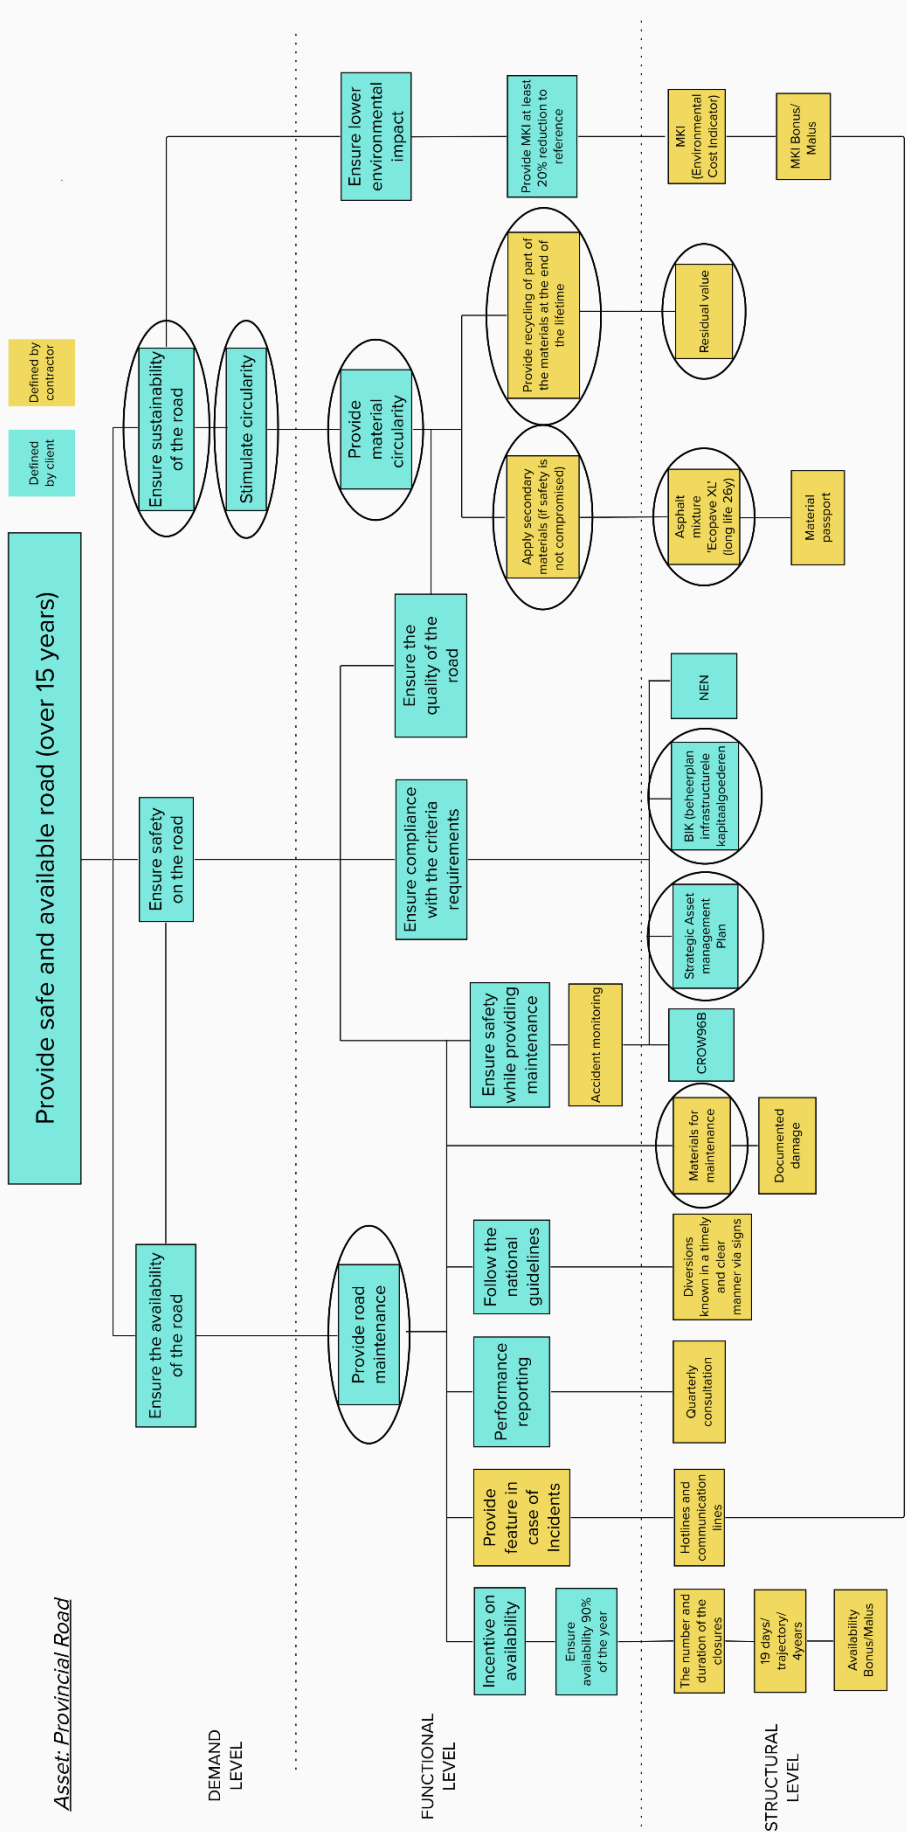 Asset: Provincial Road
Provide safe and available road (over 15 years)
Defined
by client
Defined by
contractor
DEMAND
LEVEL
Ensure the availability
of the road
Ensure safety
on the road
Ensure sustainability
of the road
Stimulate circularity
FUNCTIONAL
LEVEL
Provide road
maintenance
Provide
material
circularity
Ensure lower
environmental
impact
Ensure compliance
with the criteria
requirements
Ensure the
quality of the
road
Incentive on
availability
Ensure
availability 90%
of the year
Provide
feature in
case of
Incidents
Performance
reporting
Follow the
national
guidelines
Ensure safety
while providing
maintenance
Accident monitoring
Apply secondary
materials (if safety is
not compromised)
Provide recycling of part of
the materials at the end of
the lifetime
Provide MKI at least
20% reduction to
reference
STRUCTURAL
LEVEL
The number and
duration of the
closures
19 days/
trajectory/
4years
Availability
Bonus/Malus
Hotlines and
communication
lines
Quarterly
consultation
Diversions
known in a timely
and clear
manner via signs
Materials for
maintenance
Documented
damage
CROW96B
Strategic Asset
management
Plan
BIK (beheerplan
infrastructurele
kapitaalgoederen
NEN
Asphalt
mixture
'Ecopave XL'
(long life 26y)
Material
passport
Residual value
MKI
(Environmental
Cost Indicator)
MKI Bonus/
Malus